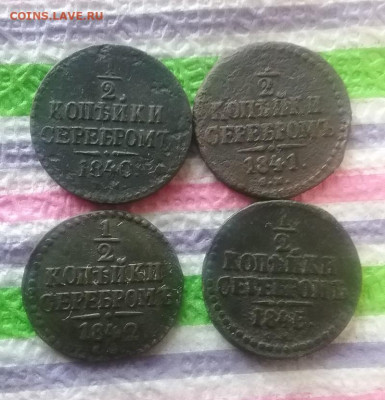 COINS.LAVE.RU
1/2
КОПѢЙКИ
СЕРЕБРОМЪ
1840.
1/2
КОПѢЙКИ
СЕРЕБРОМЪ
1841.
1/2
КОПѢЙКИ
СЕРЕБРОМЪ
1842.
1/2
КОПѢЙКИ
СЕРЕБРОМЪ